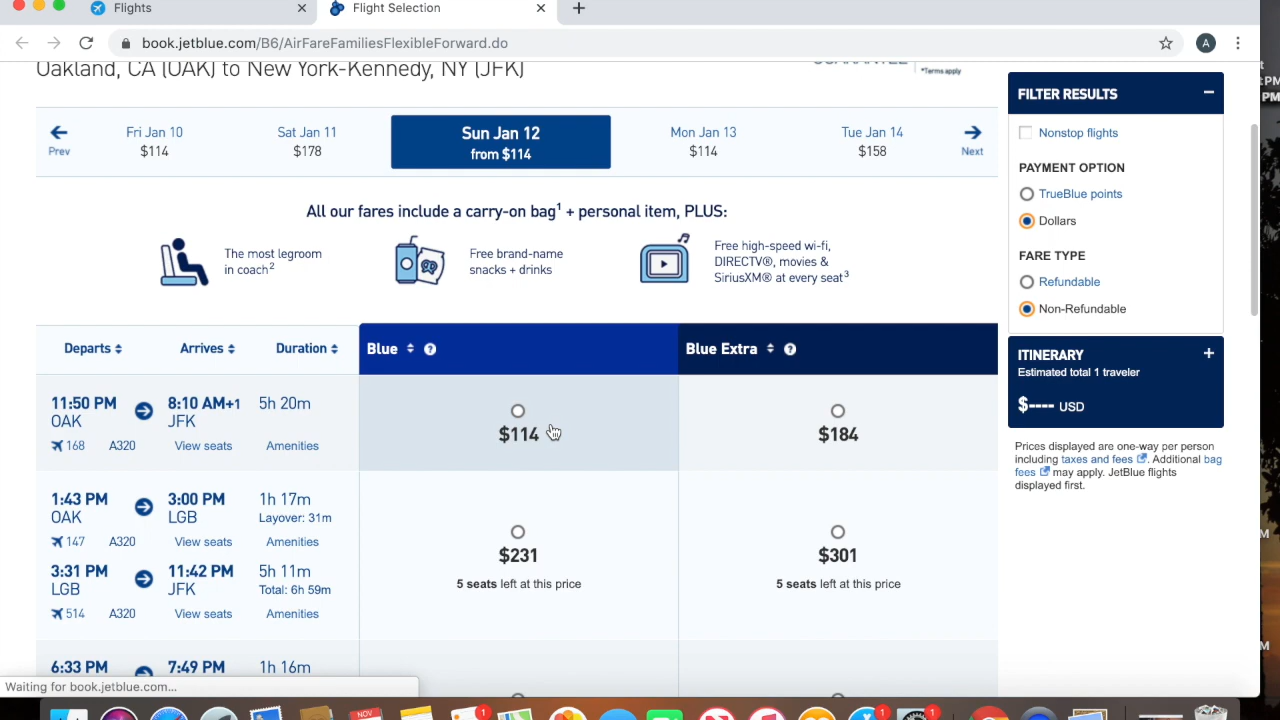 Flights
Flight Selection
book.jetblue.com/B6/AirFareFamiliesFlexibleForward.do
A
Oakland, CA (OAK) to New York-Kennedy, NY (JFK)
GUARANTEE
*Terms apply
Prev
Fri Jan 10
$114
Sat Jan 11
$178
Sun Jan 12
from $114
Mon Jan 13
$114
Tue Jan 14
$158
Next
All our fares include a carry-on bag¹ + personal item, PLUS:
The most legroom
in coach²
Free brand-name
snacks + drinks
Free high-speed wi-fi,
DIRECTV®, movies &
SiriusXM® at every seat³
Departs Arrives Duration Blue ? Blue Extra ?
11:50 PM 8:10 AM+1 5h 20m
OAK JFK
168 A320 View seats Amenities
$114 $184
1:43 PM 3:00 PM 1h 17m
OAK LGB Layover: 31m
147 A320 View seats Amenities
3:31 PM 11:42 PM 5h 11m
LGB JFK Total: 6h 59m
514 A320 View seats Amenities
$231 $301
5 seats left at this price 5 seats left at this price
6:33 PM 7:49 PM 1h 16m
FILTER RESULTS
Nonstop flights
PAYMENT OPTION
TrueBlue points
Dollars
FARE TYPE
Refundable
Non-Refundable
ITINERARY
Estimated total 1 traveler
$---- USD
Prices displayed are one-way per person
including taxes and fees. Additional bag
fees may apply. JetBlue flights
displayed first.
Waiting for book.jetblue.com...
PM
PM
M
M
NOV
1
1
1